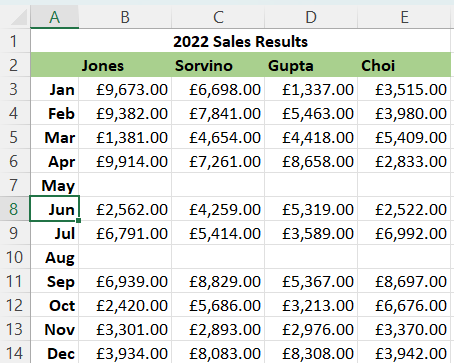 A B C D E
1 2022 Sales Results
2 Jones Sorvino Gupta Choi
3 Jan £9,673.00 £6,698.00 £1,337.00 £3,515.00
4 Feb £9,382.00 £7,841.00 £5,463.00 £3,980.00
5 Mar £1,381.00 £4,654.00 £4,418.00 £5,409.00
6 Apr £9,914.00 £7,261.00 £8,658.00 £2,833.00
7 May
8 Jun £2,562.00 £4,259.00 £5,319.00 £2,522.00
9 Jul £6,791.00 £5,414.00 £3,589.00 £6,992.00
10 Aug
11 Sep £6,939.00 £8,829.00 £5,367.00 £8,697.00
12 Oct £2,420.00 £5,686.00 £3,213.00 £6,676.00
13 Nov £3,301.00 £2,893.00 £2,976.00 £3,370.00
14 Dec £3,934.00 £8,083.00 £8,308.00 £3,942.00